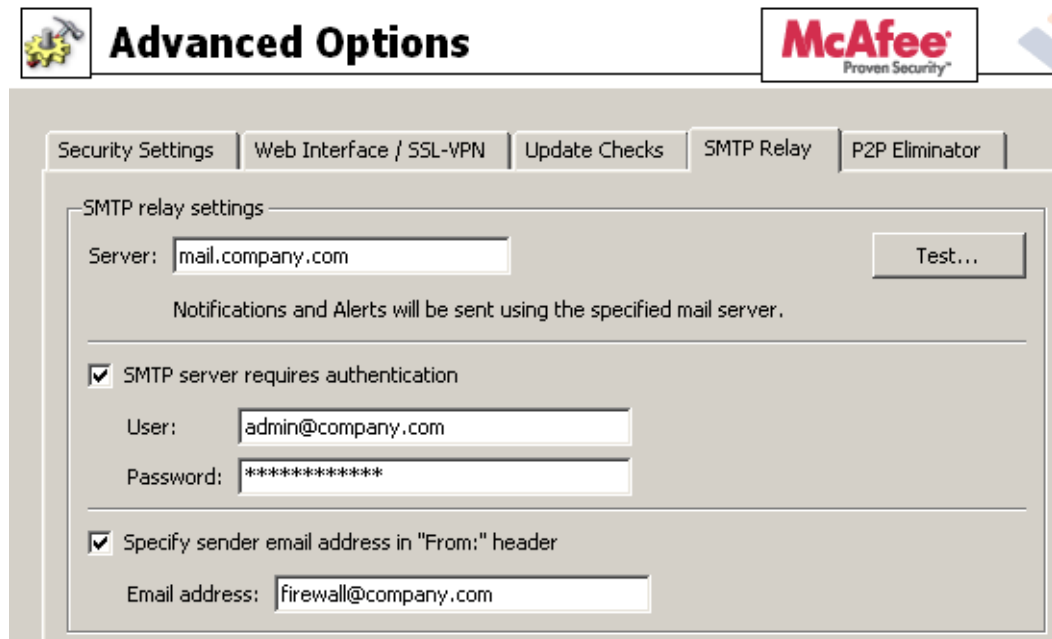 Advanced Options
McAfee
Proven Security™
Security Settings
Web Interface / SSL-VPN
Update Checks
SMTP Relay
P2P Eliminator
SMTP relay settings
Server: mail.company.com
Test...
Notifications and Alerts will be sent using the specified mail server.
SMTP server requires authentication
User: admin@company.com
Password: ************
Specify sender email address in "From:" header
Email address: firewall@company.com